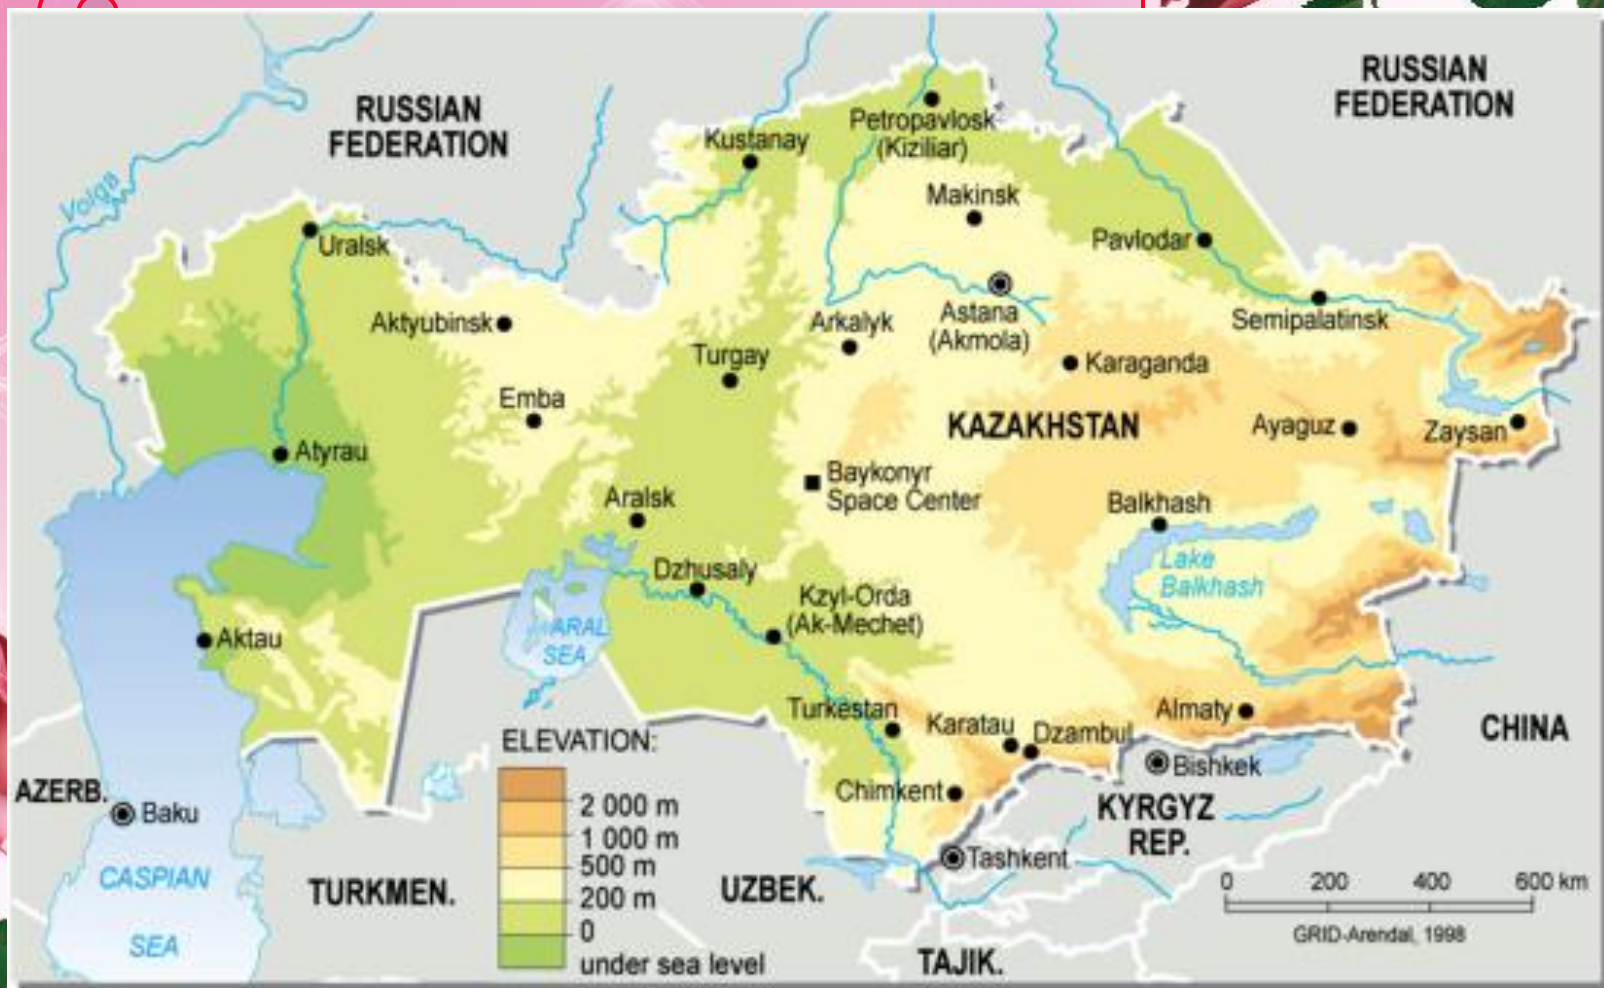 RUSSIAN
FEDERATION
RUSSIAN
FEDERATION
Volga
Petropavlosk
(Kiziliar)
Kustanay
Makinsk
Uralsk
Pavlodar
Aktyubinsk
Arkalyk
Astana
(Akmola)
Semipalatinsk
Turgay
Karaganda
Emba
KAZAKHSTAN
Ayaguz
Zaysan
Atyrau
Baykonyr
Space Center
Aralsk
Balkhash
Lake
Balkhash
Dzhusaly
Kzyl-Orda
(Ak-Mechet)
ARAL
SEA
Aktau
Turkestan
Karatau
Dzambul
Almaty
CHINA
ELEVATION:
2 000 m
1 000 m
500 m
200 m
0
under sea level
Bishkek
AZERB.
Baku
Chimkent
KYRGYZ
REP.
Tashkent
CASPIAN
SEA
TURKMEN.
UZBEK.
0 200 400 600 km
GRID-Arendal, 1998
TAJIK.